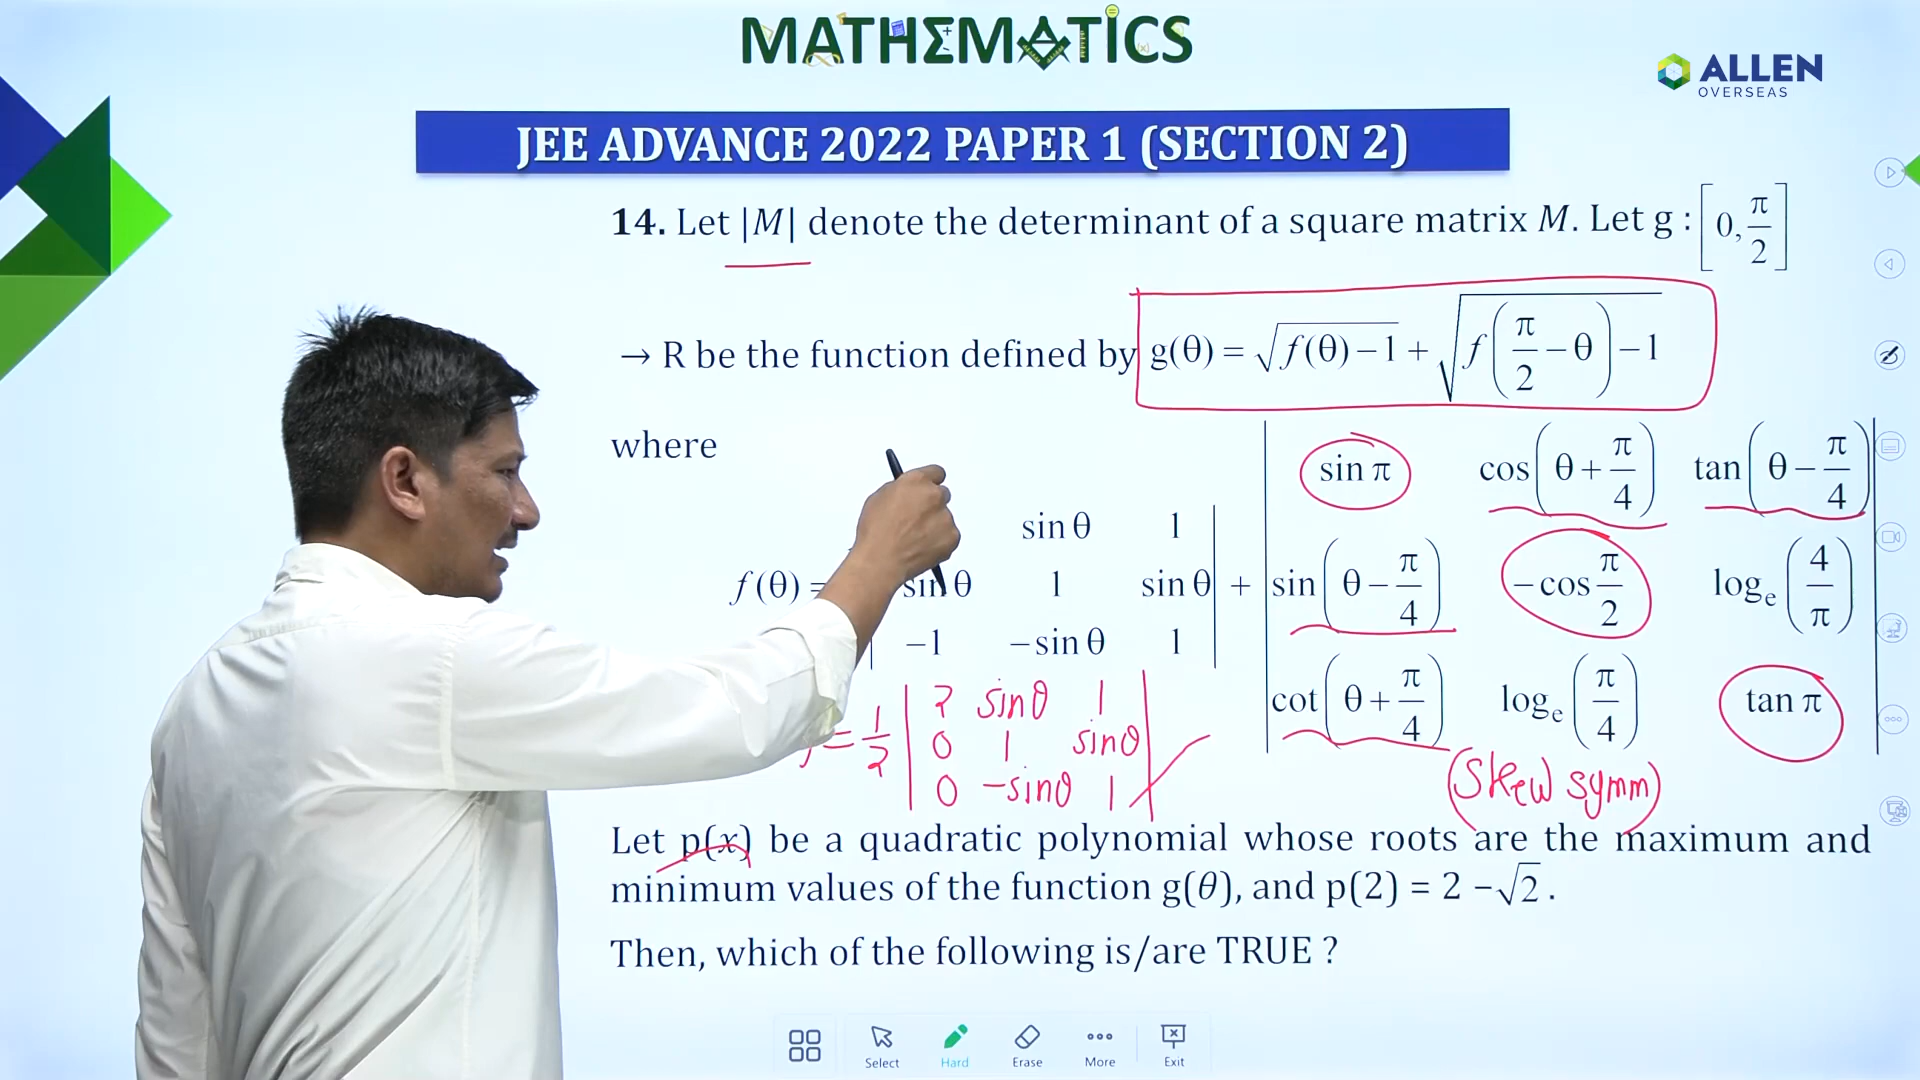 MATHEMATICS
ALLEN
OVERSEAS
JEE ADVANCE 2022 PAPER 1 (SECTION 2)
14. Let |M| denote the determinant of a square matrix M. Let g : [0, π/2]
→ R be the function defined by g(θ) = √(f(θ) − 1) + √(f(π/2 − θ) − 1)
where
f(θ) =
sin θ 1
sin θ 1 sin θ
−1 −sin θ 1
+
sin π cos(θ + π/4) tan(θ − π/4)
sin(θ − π/4) −cos π/2 logₑ(4/π)
cot(θ + π/4) logₑ(π/4) tan π
= 1/2
2 sinθ 1
0 1 sinθ
0 −sinθ 1
(Skew symm)
Let p(x) be a quadratic polynomial whose roots are the maximum and
minimum values of the function g(θ), and p(2) = 2 − √2 .
Then, which of the following is/are TRUE ?
Select Hard Erase More Exit